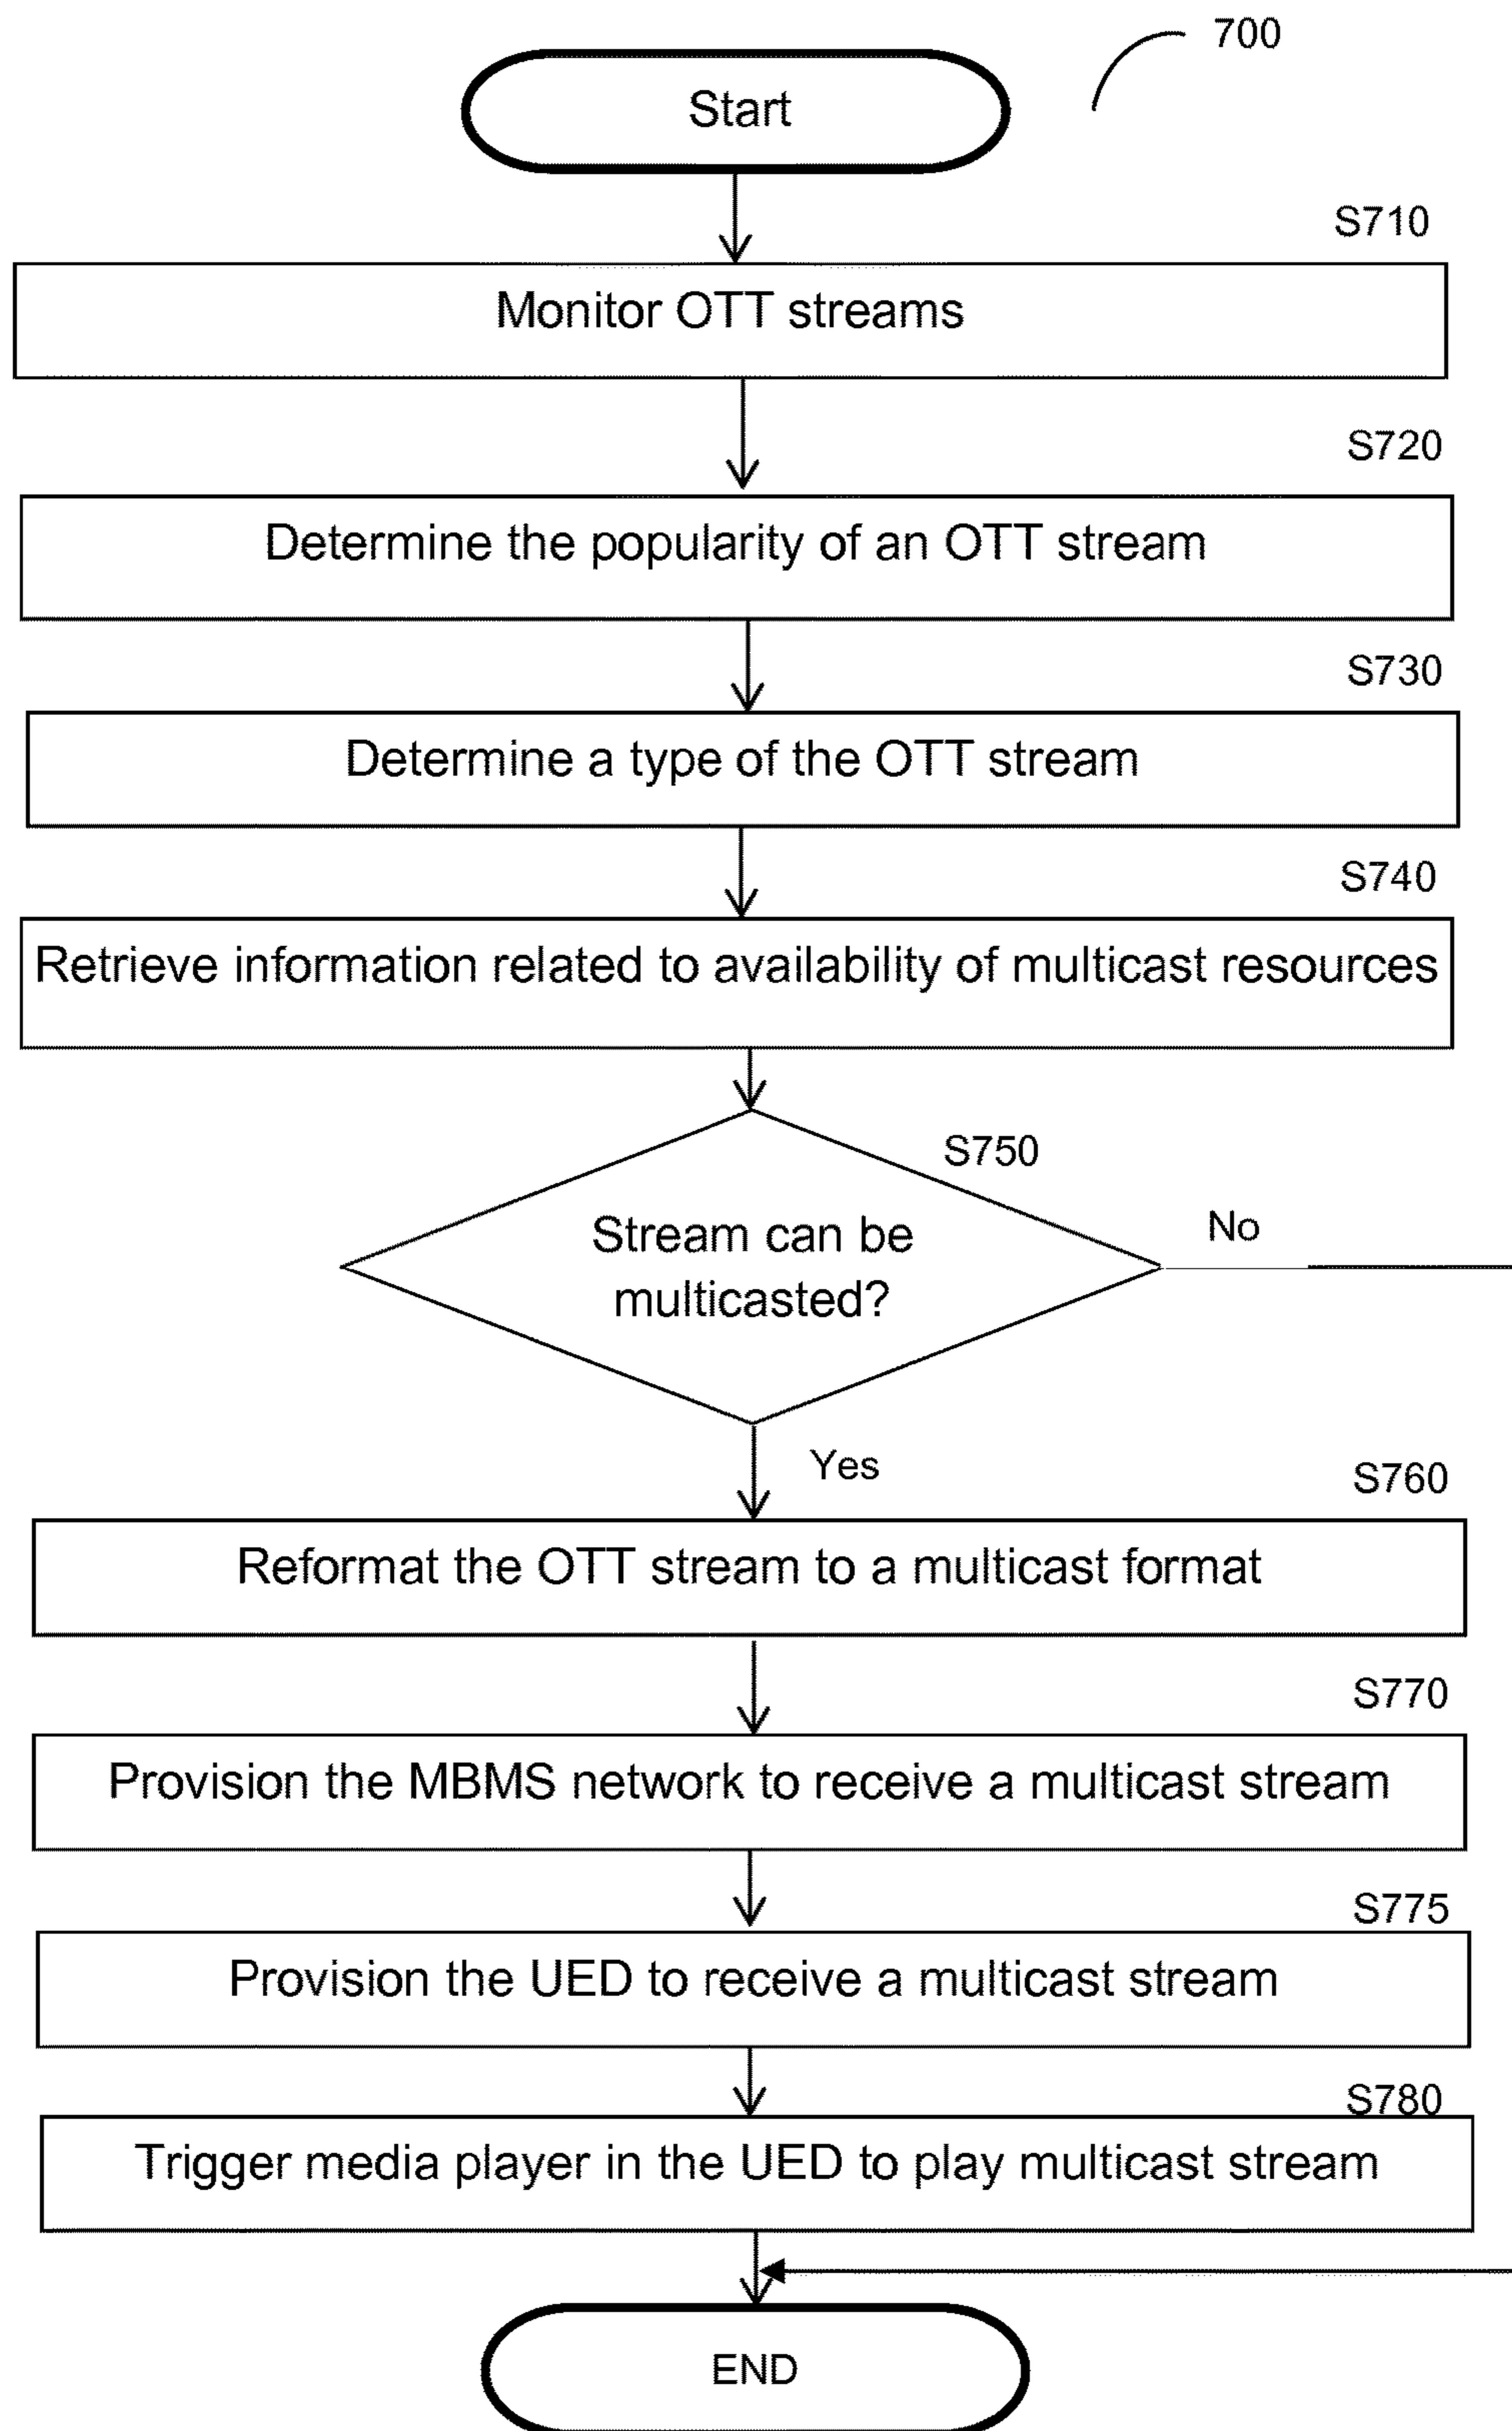 700
Start
S710
Monitor OTT streams
S720
Determine the popularity of an OTT stream
S730
Determine a type of the OTT stream
S740
Retrieve information related to availability of multicast resources
S750
Stream can be
multicasted?
No
Yes
S760
Reformat the OTT stream to a multicast format
S770
Provision the MBMS network to receive a multicast stream
S775
Provision the UED to receive a multicast stream
S780
Trigger media player in the UED to play multicast stream
END